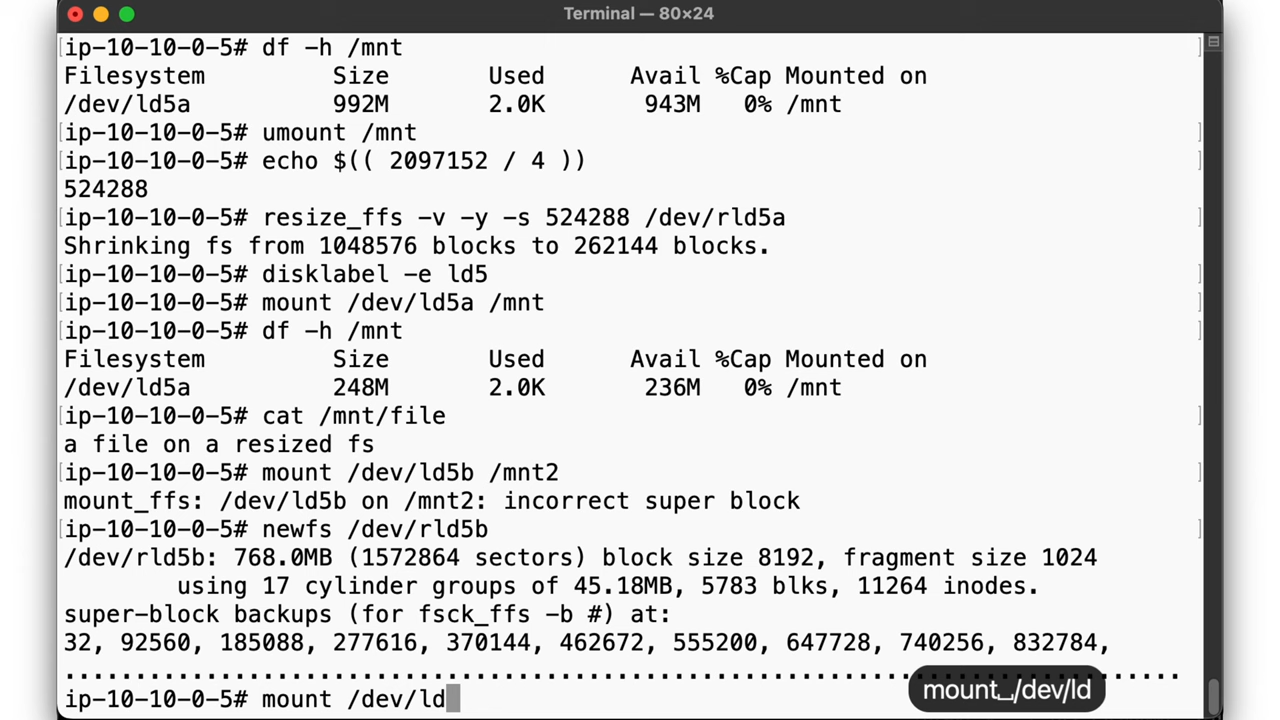 Terminal — 80×24
ip-10-10-0-5# df -h /mnt
Filesystem         Size         Used        Avail %Cap Mounted on
/dev/ld5a          992M         2.0K         943M   0% /mnt
ip-10-10-0-5# umount /mnt
ip-10-10-0-5# echo $(( 2097152 / 4 ))
524288
ip-10-10-0-5# resize_ffs -v -y -s 524288 /dev/rld5a
Shrinking fs from 1048576 blocks to 262144 blocks.
ip-10-10-0-5# disklabel -e ld5
ip-10-10-0-5# mount /dev/ld5a /mnt
ip-10-10-0-5# df -h /mnt
Filesystem         Size         Used        Avail %Cap Mounted on
/dev/ld5a          248M         2.0K         236M   0% /mnt
ip-10-10-0-5# cat /mnt/file
a file on a resized fs
ip-10-10-0-5# mount /dev/ld5b /mnt2
mount_ffs: /dev/ld5b on /mnt2: incorrect super block
ip-10-10-0-5# newfs /dev/rld5b
/dev/rld5b: 768.0MB (1572864 sectors) block size 8192, fragment size 1024
        using 17 cylinder groups of 45.18MB, 5783 blks, 11264 inodes.
super-block backups (for fsck_ffs -b #) at:
32, 92560, 185088, 277616, 370144, 462672, 555200, 647728, 740256, 832784,
...............................................................................
ip-10-10-0-5# mount /dev/ld
mount␣/dev/ld